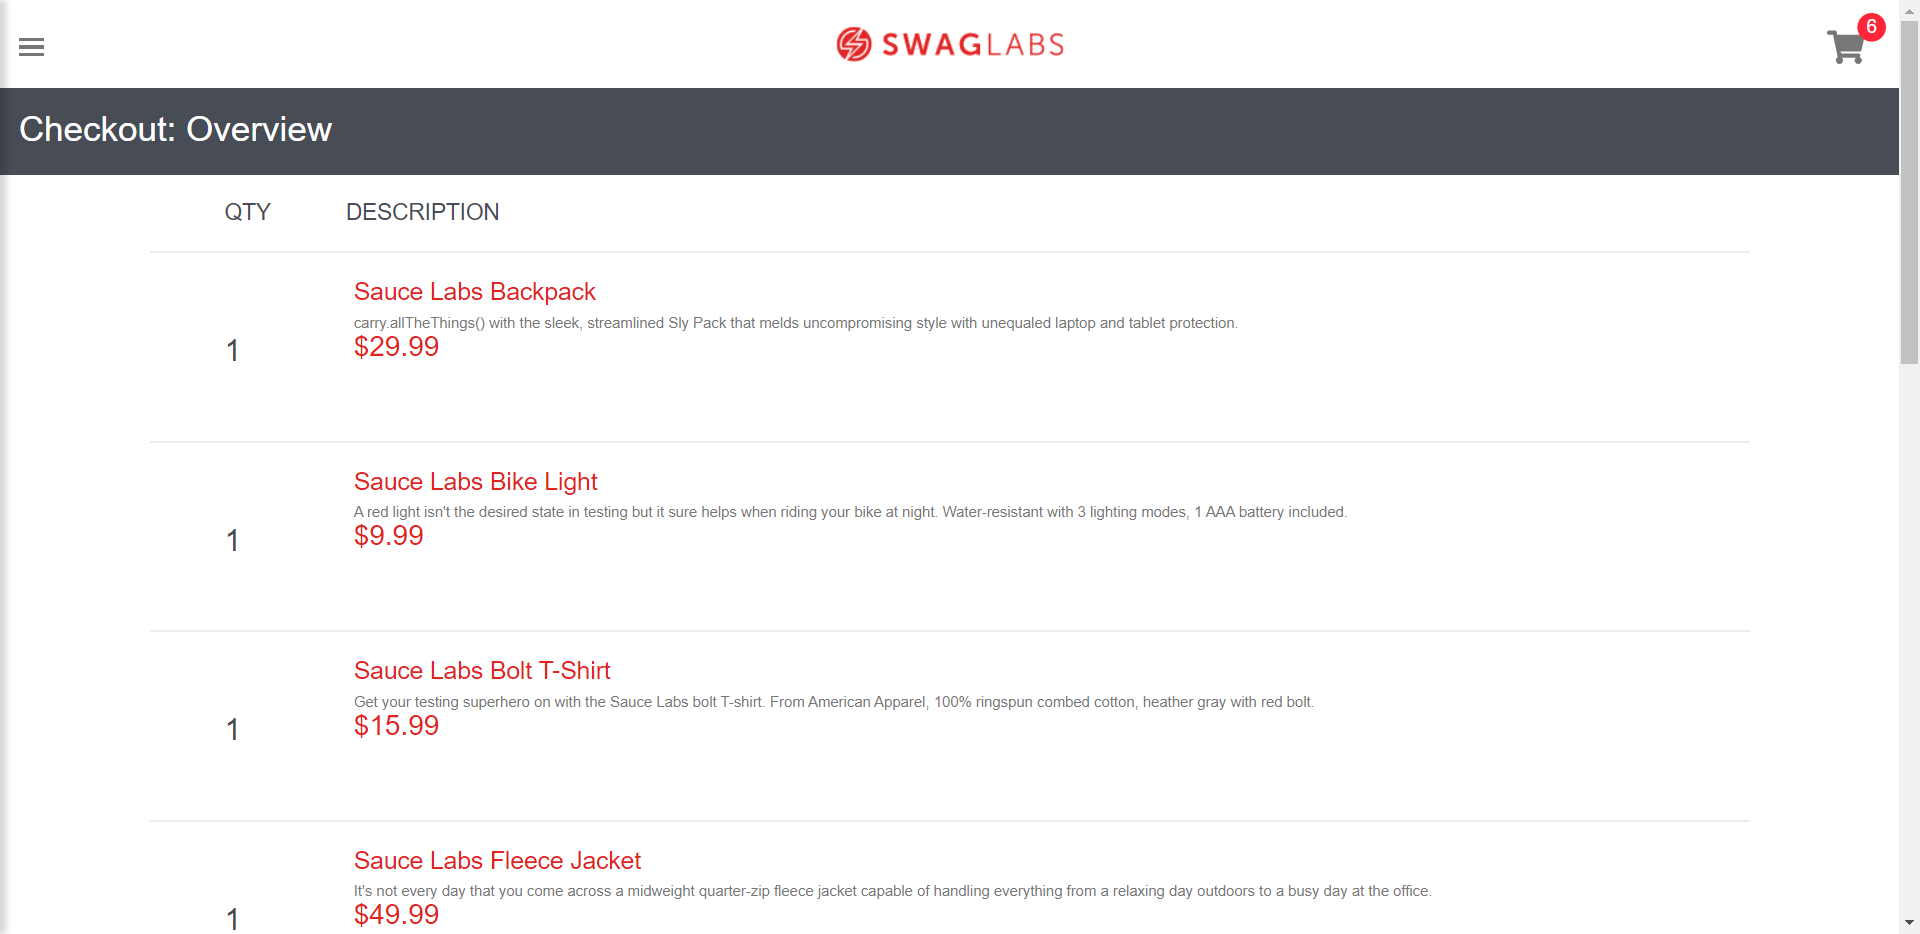 SWAGLABS
6
Checkout: Overview
QTY DESCRIPTION
Sauce Labs Backpack
carry.allTheThings() with the sleek, streamlined Sly Pack that melds uncompromising style with unequaled laptop and tablet protection.
$29.99
1
Sauce Labs Bike Light
A red light isn't the desired state in testing but it sure helps when riding your bike at night. Water-resistant with 3 lighting modes, 1 AAA battery included.
$9.99
1
Sauce Labs Bolt T-Shirt
Get your testing superhero on with the Sauce Labs bolt T-shirt. From American Apparel, 100% ringspun combed cotton, heather gray with red bolt.
$15.99
1
Sauce Labs Fleece Jacket
It's not every day that you come across a midweight quarter-zip fleece jacket capable of handling everything from a relaxing day outdoors to a busy day at the office.
$49.99
1